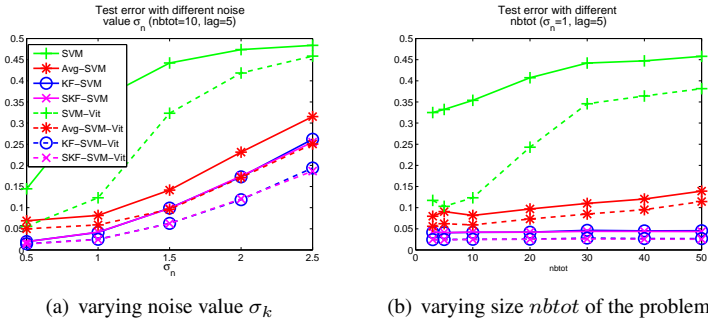 Test error with different noise
value σn (nbtot=10, lag=5)
0.5
0.45
0.4
0.35
0.3
0.25
0.2
0.15
0.1
0.05
0
SVM
Avg-SVM
KF-SVM
SKF-SVM
SVM-Vit
Avg-SVM-Vit
KF-SVM-Vit
SKF-SVM-Vit
0.5 1 1.5 2 2.5
σn
(a) varying noise value σk
Test error with different
nbtot (σn=1, lag=5)
0.5
0.45
0.4
0.35
0.3
0.25
0.2
0.15
0.1
0.05
0
0 10 20 30 40 50
nbtot
(b) varying size nbtot of the problem